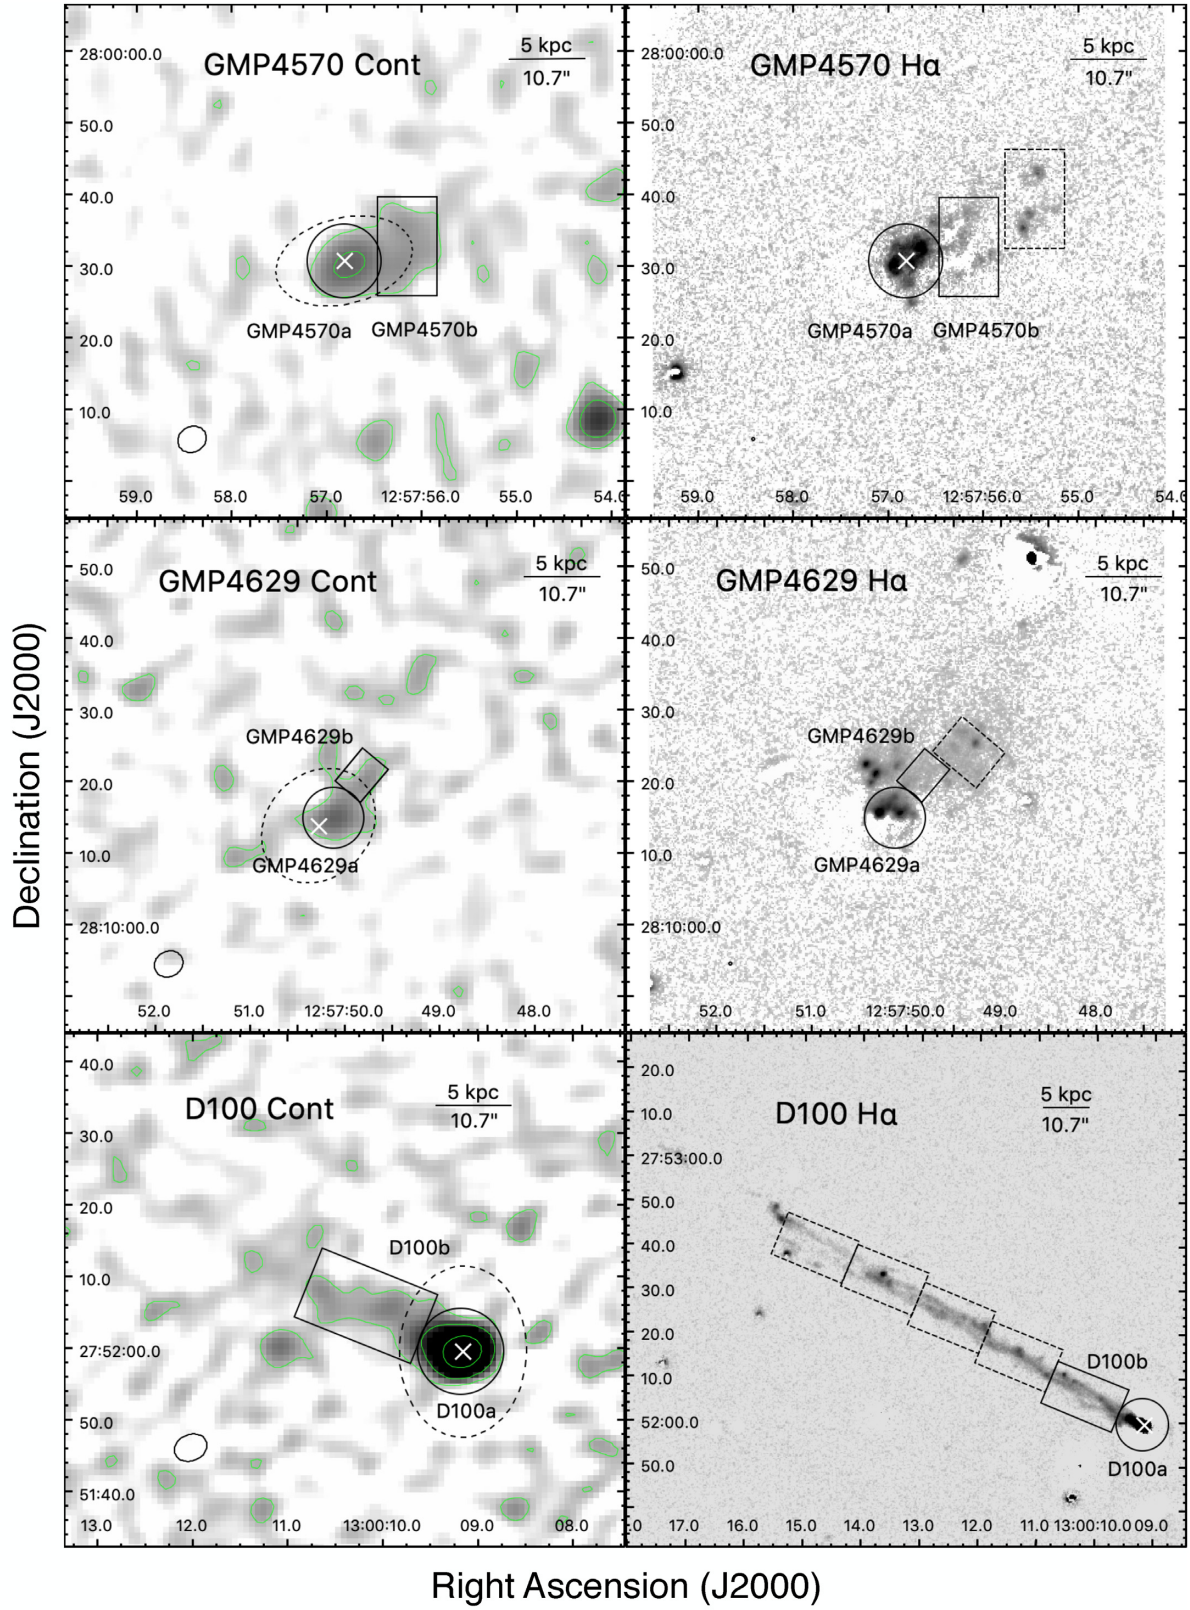 GMP4570 Cont
5 kpc
10.7"
28:00:00.0
50.0
40.0
30.0
20.0
10.0
GMP4570a
GMP4570b
59.0 58.0 57.0 12:57:56.0 55.0 54.0
GMP4570 Hα
5 kpc
10.7"
28:00:00.0
50.0
40.0
30.0
20.0
10.0
GMP4570a
GMP4570b
59.0 58.0 57.0 12:57:56.0 55.0 54.0
GMP4629 Cont
5 kpc
10.7"
50.0
40.0
30.0
20.0
10.0
28:10:00.0
GMP4629b
GMP4629a
52.0 51.0 12:57:50.0 49.0 48.0
GMP4629 Hα
5 kpc
10.7"
50.0
40.0
30.0
20.0
10.0
28:10:00.0
GMP4629b
GMP4629a
52.0 51.0 12:57:50.0 49.0 48.0
D100 Cont
5 kpc
10.7"
40.0
30.0
20.0
10.0
27:52:00.0
50.0
51:40.0
D100b
D100a
13.0 12.0 11.0 13:00:10.0 09.0 08.0
D100 Hα
5 kpc
10.7"
20.0
10.0
27:53:00.0
50.0
40.0
30.0
20.0
10.0
52:00.0
50.0
D100b
D100a
.0 17.0 16.0 15.0 14.0 13.0 12.0 11.0 13:00:10.0 09.0
Declination (J2000)
Right Ascension (J2000)